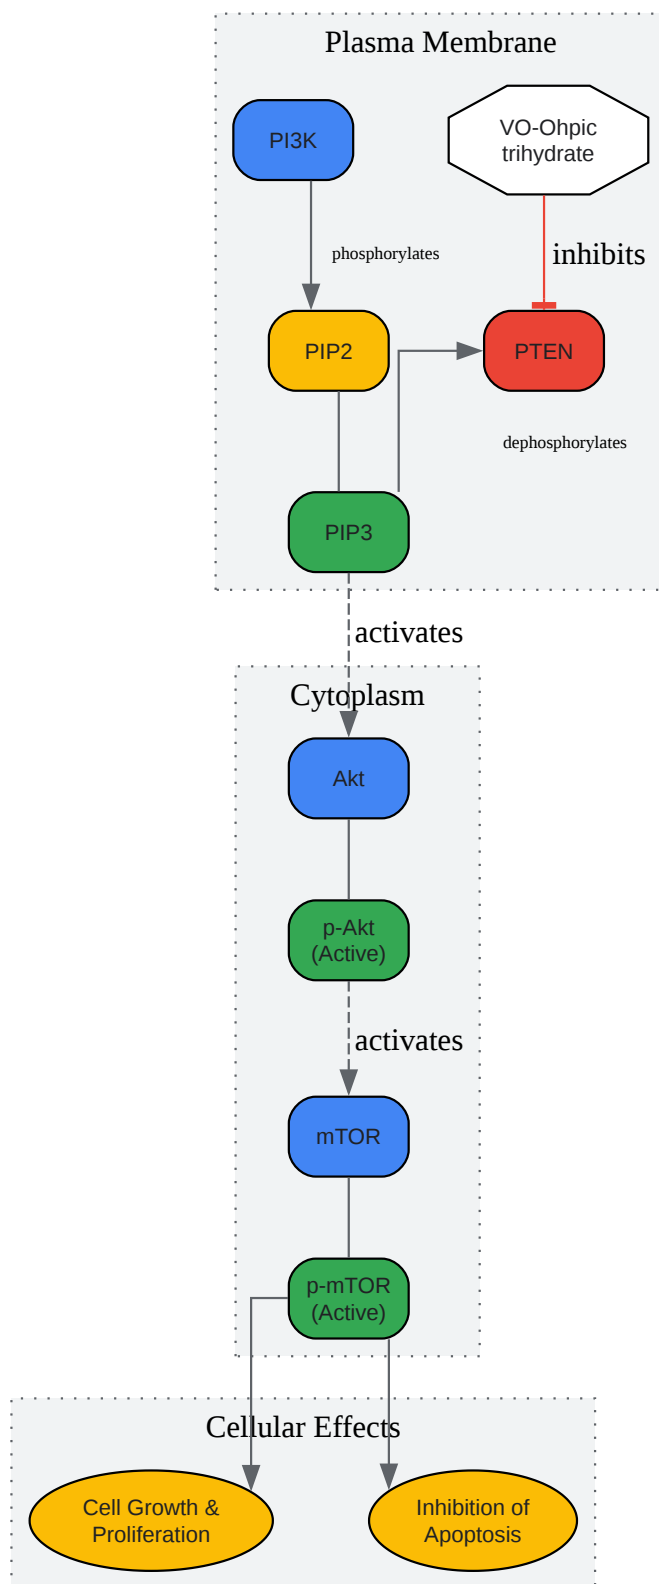 Plasma Membrane
PI3K
VO-Ohpic
trihydrate
phosphorylates
inhibits
PIP2
PTEN
dephosphorylates
PIP3
activates
Cytoplasm
Akt
p-Akt
(Active)
activates
mTOR
p-mTOR
(Active)
Cellular Effects
Cell Growth &
Proliferation
Inhibition of
Apoptosis